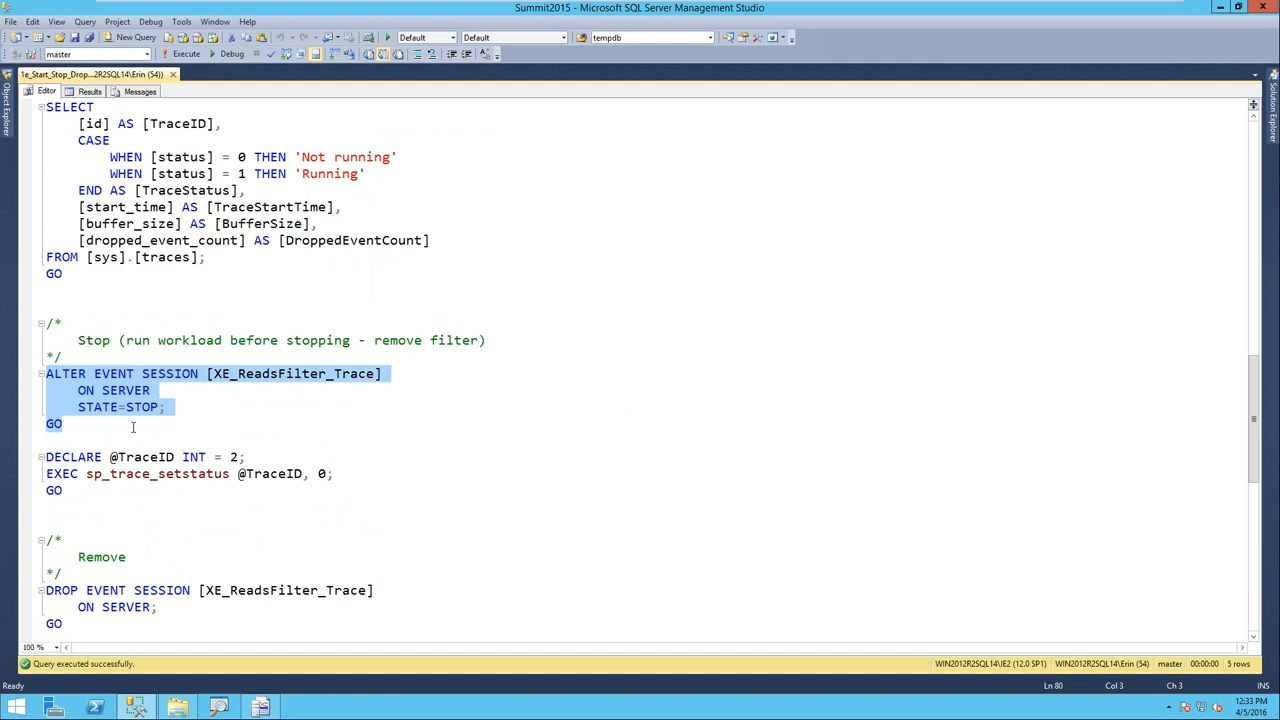 Summit2015 - Microsoft SQL Server Management Studio
File Edit View Query Project Debug Tools Window Help
New Query Default Default tempdb
master Execute Debug
1e_Start_Stop_Drop...2R2SQL14\Erin (54))
Editor Results Messages
SELECT
[id] AS [TraceID],
CASE
WHEN [status] = 0 THEN 'Not running'
WHEN [status] = 1 THEN 'Running'
END AS [TraceStatus],
[start_time] AS [TraceStartTime],
[buffer_size] AS [BufferSize],
[dropped_event_count] AS [DroppedEventCount]
FROM [sys].[traces];
GO
/*
Stop (run workload before stopping - remove filter)
*/
ALTER EVENT SESSION [XE_ReadsFilter_Trace]
ON SERVER
STATE=STOP;
GO
DECLARE @TraceID INT = 2;
EXEC sp_trace_setstatus @TraceID, 0;
GO
/*
Remove
*/
DROP EVENT SESSION [XE_ReadsFilter_Trace]
ON SERVER;
GO
100 %
Query executed successfully. WIN2012R2SQL14\IE2 (12.0 SP1) WIN2012R2SQL14\Erin (54) master 00:00:00 5 rows
Ready Ln 80 Col 3 Ch 3 INS
12:33 PM
4/5/2016
Object Explorer
Solution Explorer